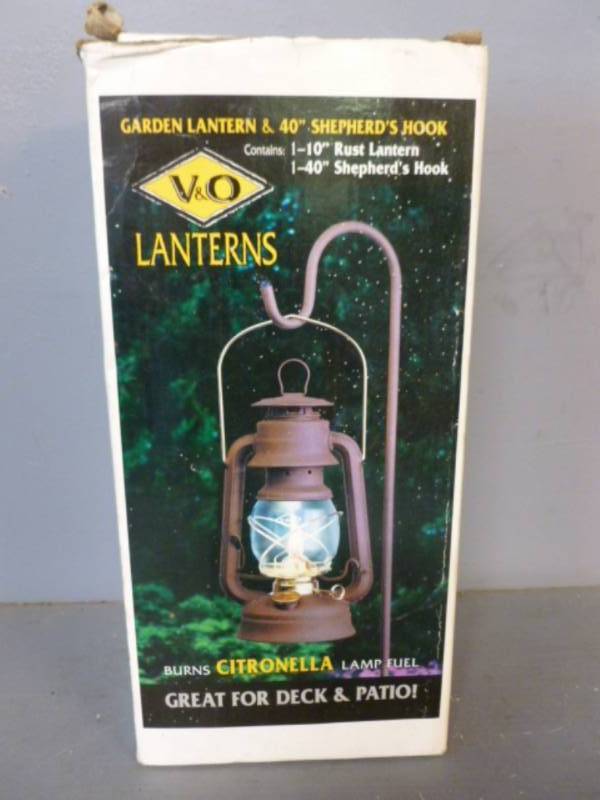 GARDEN LANTERN & 40" SHEPHERD'S HOOK
Contains: 1-10" Rust Lantern
1-40" Shepherd's Hook
V&O
LANTERNS
BURNS CITRONELLA LAMP FUEL
GREAT FOR DECK & PATIO!